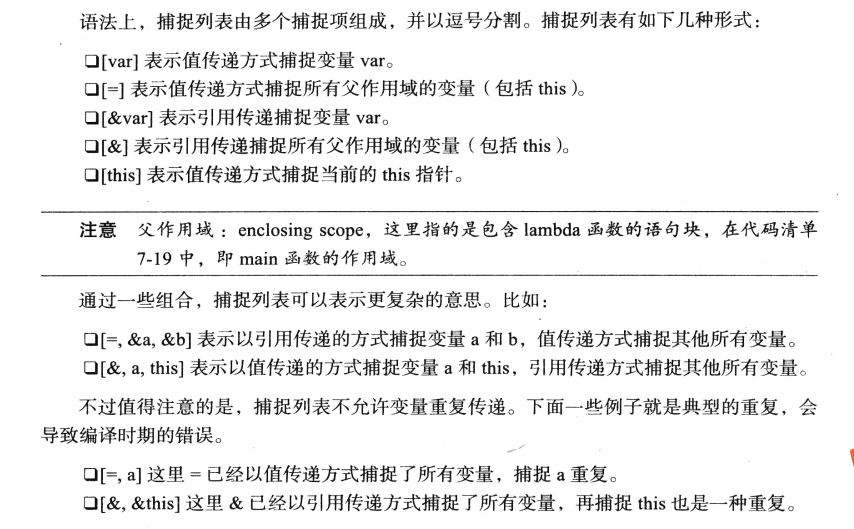 语法上，捕捉列表由多个捕捉项组成，并以逗号分割。捕捉列表有如下几种形式：
❑[var] 表示值传递方式捕捉变量 var。
❑[=] 表示值传递方式捕捉所有父作用域的变量（包括 this）。
❑[&var] 表示引用传递捕捉变量 var。
❑[&] 表示引用传递捕捉所有父作用域的变量（包括 this）。
❑[this] 表示值传递方式捕捉当前的 this 指针。
注意 父作用域：enclosing scope，这里指的是包含 lambda 函数的语句块，在代码清单
7-19 中，即 main 函数的作用域。
通过一些组合，捕捉列表可以表示更复杂的意思。比如：
❑[=, &a, &b] 表示以引用传递的方式捕捉变量 a 和 b，值传递方式捕捉其他所有变量。
❑[&, a, this] 表示以值传递的方式捕捉变量 a 和 this，引用传递方式捕捉其他所有变量。
不过值得注意的是，捕捉列表不允许变量重复传递。下面一些例子就是典型的重复，会
导致编译时期的错误。
❑[=, a] 这里 = 已经以值传递方式捕捉了所有变量，捕捉 a 重复。
❑[&, &this] 这里 & 已经以引用传递方式捕捉了所有变量，再捕捉 this 也是一种重复。